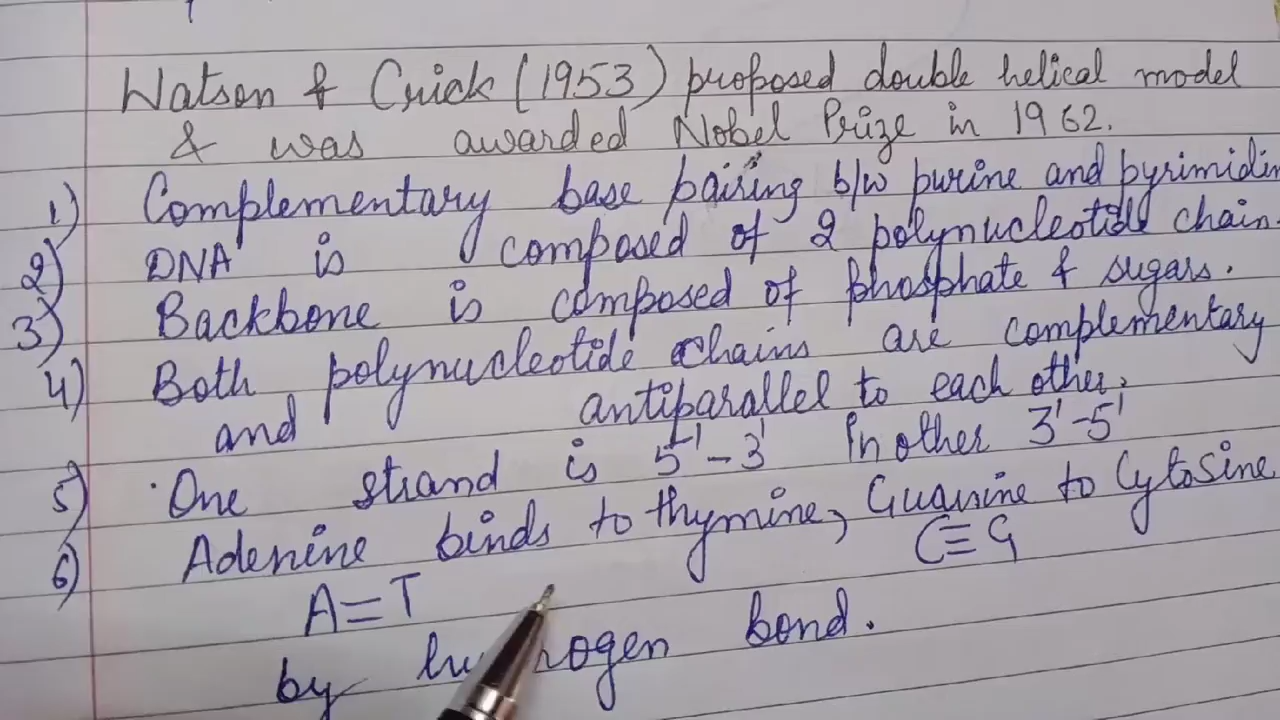 Watson & Crick (1953) proposed double helical model
& was awarded Nobel Prize in 1962.
1) Complementary base pairing b/w purine and pyrimidin
2) DNA is composed of 2 polynucleotide chain.
3) Backbone is composed of phosphate & sugars.
4) Both polynucleotide chains are complementary
and antiparallel to each other.
5) One strand is 5'-3' In other 3'-5'
6) Adenine binds to thymine, Guanine to Cytosine
A=T C≡G
by hydrogen bond.